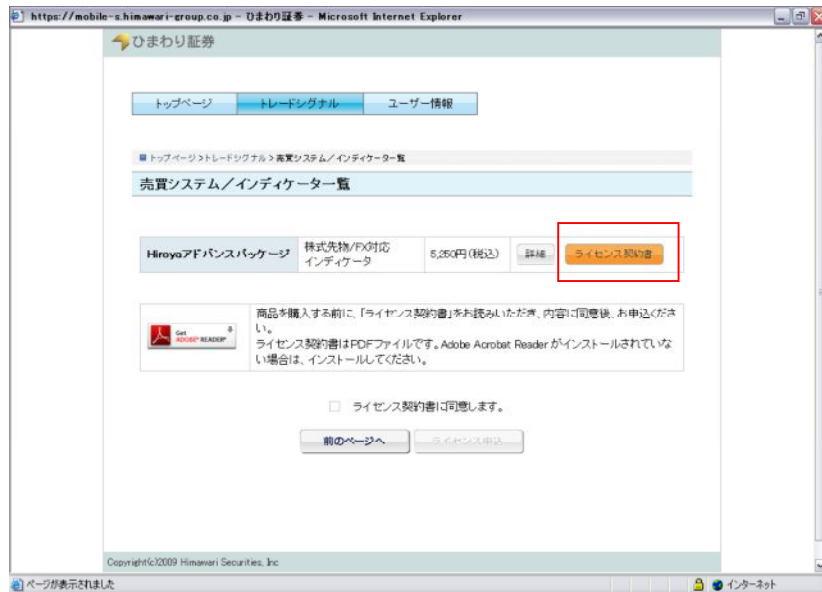 https://mobile-s.himawari-group.co.jp - ひまわり証券 - Microsoft Internet Explorer
ひまわり証券
トップページ
トレードシグナル
ユーザー情報
トップページ>トレードシグナル>売買システム/インディケーター一覧
売買システム/インディケーター一覧
Hiroyaアドバンスパッケージ
株式先物/FX対応
インディケータ
5,250円(税込)
詳細
ライセンス契約書
Get
ADOBE® READER®
商品を購入する前に、「ライセンス契約書」をお読みいただき、内容に同意後、お申込くださ
い。
ライセンス契約書はPDFファイルです。Adobe Acrobat Reader がインストールされていな
い場合は、インストールしてください。
ライセンス契約書に同意します。
前のページへ
ライセンス申込
Copyright(c)2009 Himawari Securities, Inc
ページが表示されました
インターネット